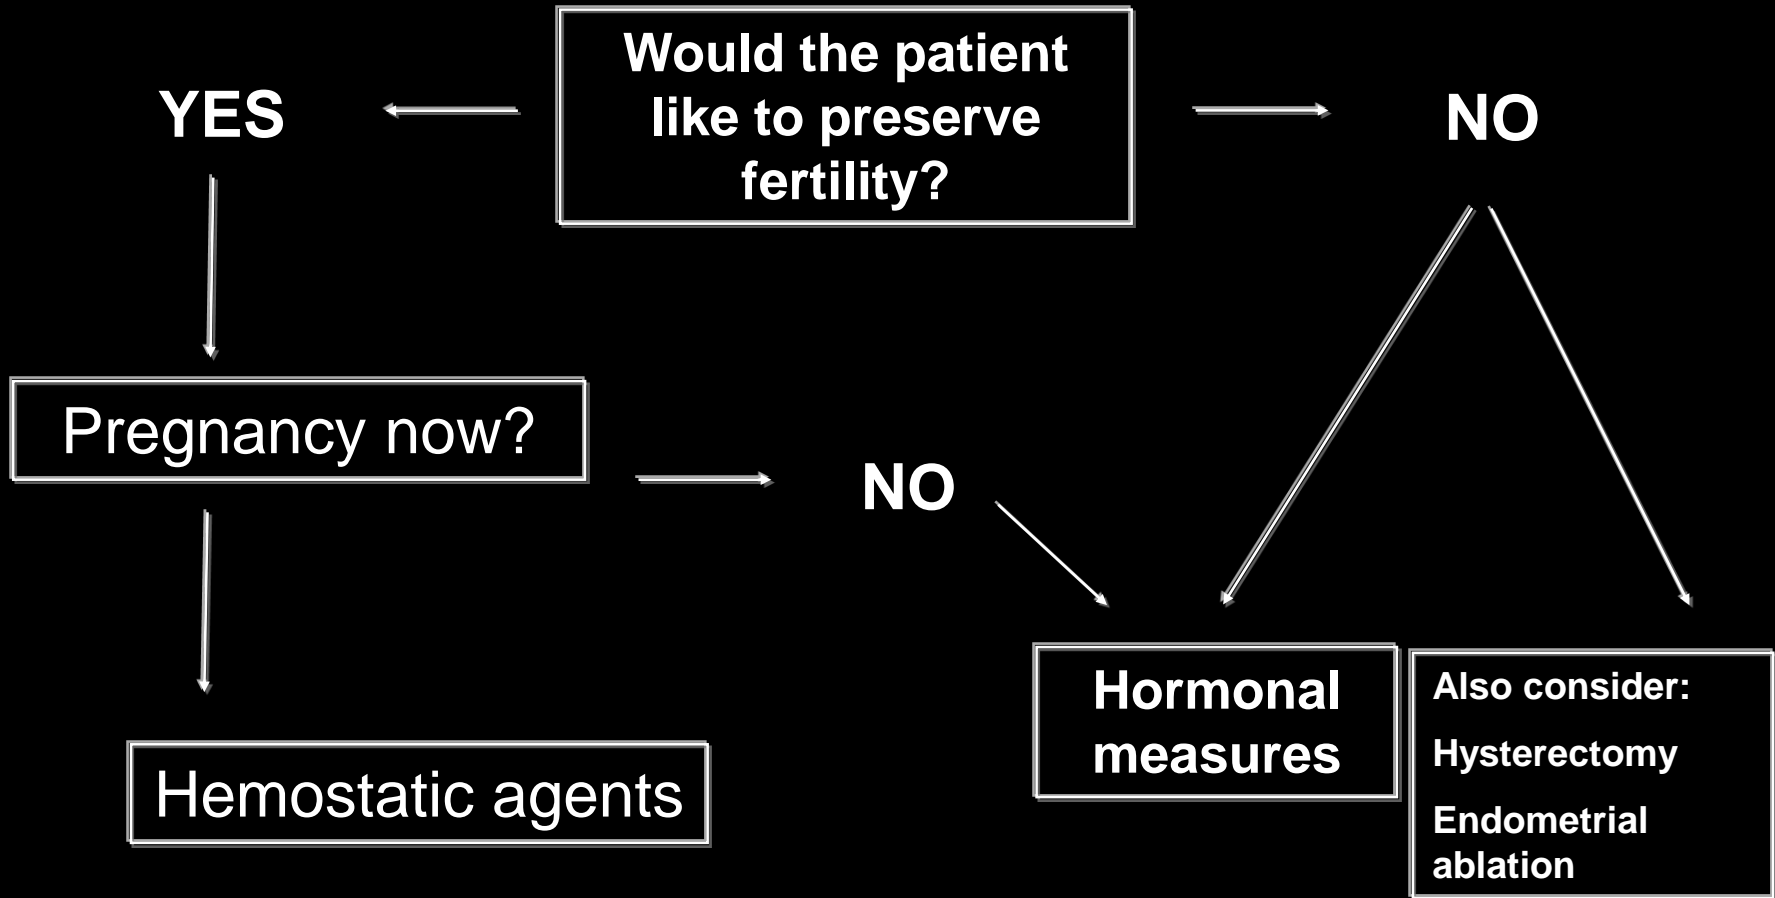 Would the patient
like to preserve
fertility?
YES
NO
Pregnancy now?
NO
Hemostatic agents
Hormonal
measures
Also consider:
Hysterectomy
Endometrial
ablation